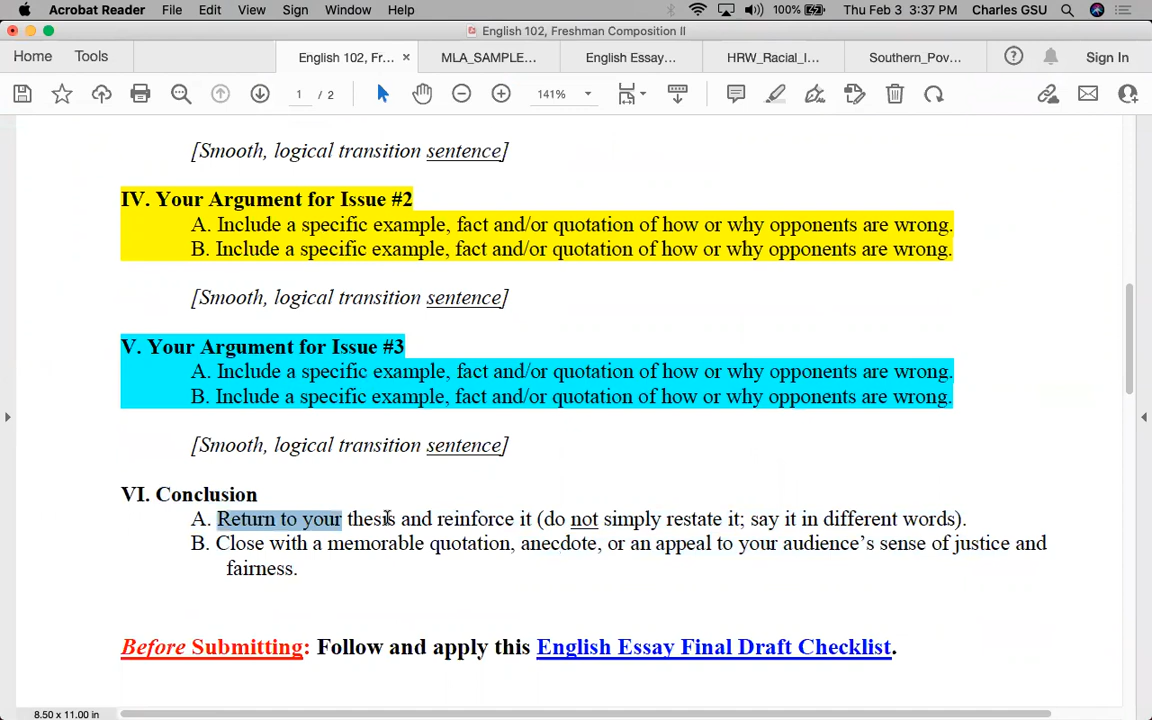 Acrobat Reader File Edit View Sign Window Help 100% Thu Feb 3 3:37 PM Charles GSU
English 102, Freshman Composition II
Home Tools English 102, Fr... × MLA_SAMPLE... English Essay... HRW_Racial_I... Southern_Pov... Sign In
1 / 2 141%
[Smooth, logical transition sentence]
IV. Your Argument for Issue #2
A. Include a specific example, fact and/or quotation of how or why opponents are wrong.
B. Include a specific example, fact and/or quotation of how or why opponents are wrong.
[Smooth, logical transition sentence]
V. Your Argument for Issue #3
A. Include a specific example, fact and/or quotation of how or why opponents are wrong.
B. Include a specific example, fact and/or quotation of how or why opponents are wrong.
[Smooth, logical transition sentence]
VI. Conclusion
A. Return to your thesis and reinforce it (do not simply restate it; say it in different words).
B. Close with a memorable quotation, anecdote, or an appeal to your audience’s sense of justice and
fairness.
Before Submitting: Follow and apply this English Essay Final Draft Checklist.
8.50 x 11.00 in